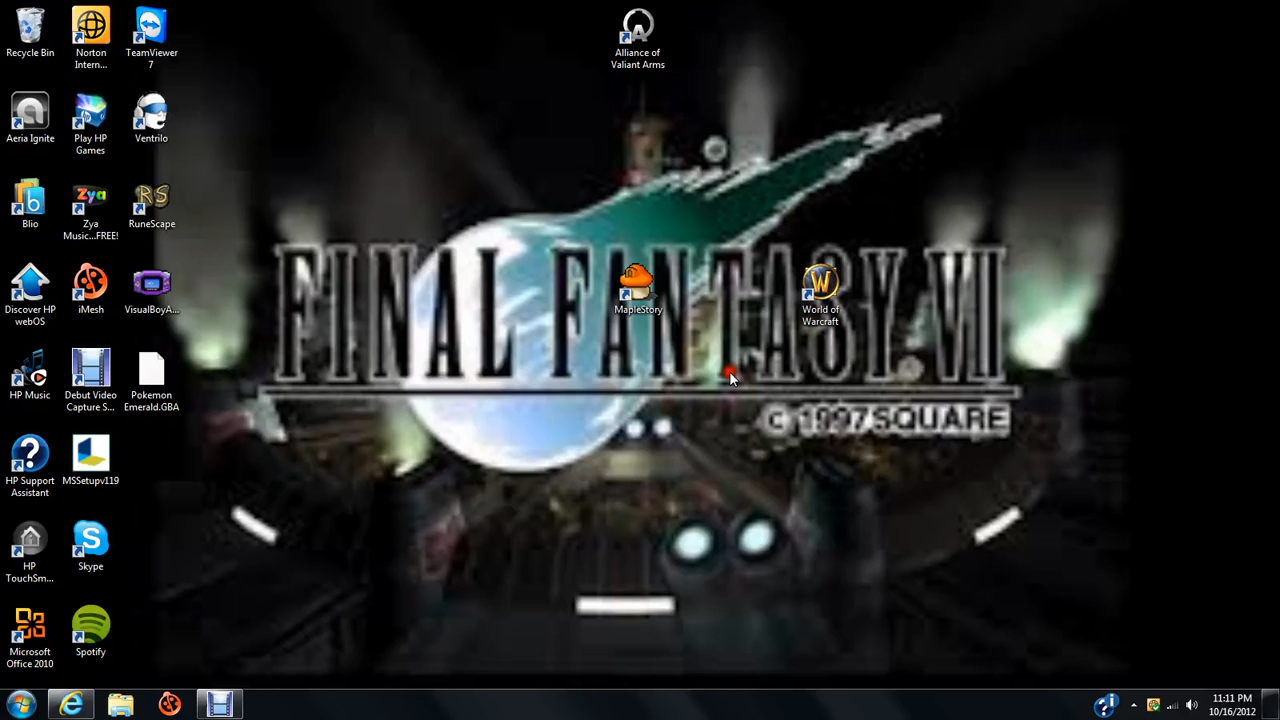 Recycle Bin
Norton
Intern...
TeamViewer
7
Alliance of
Valiant Arms
Aeria Ignite
Play HP
Games
Ventrilo
Blio
Zya
Music...FREE!
RS
RuneScape
Discover HP
webOS
iMesh
VisualBoyA...
MapleStory
World of
Warcraft
FINAL FANTASY VII
© 1997 SQUARE
HP Music
Debut Video
Capture S...
Pokemon
Emerald.GBA
HP Support
Assistant
MSSetupv119
HP
TouchSm...
Skype
Microsoft
Office 2010
Spotify
11:11 PM
10/16/2012